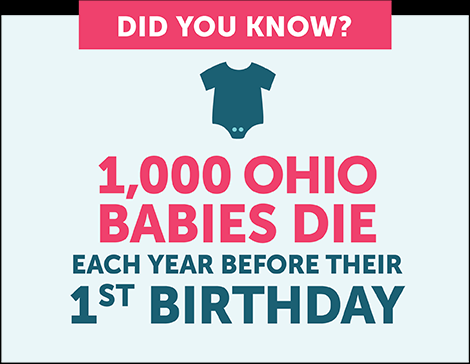 DID YOU KNOW?
1,000 OHIO
BABIES DIE
EACH YEAR BEFORE THEIR
1ST BIRTHDAY